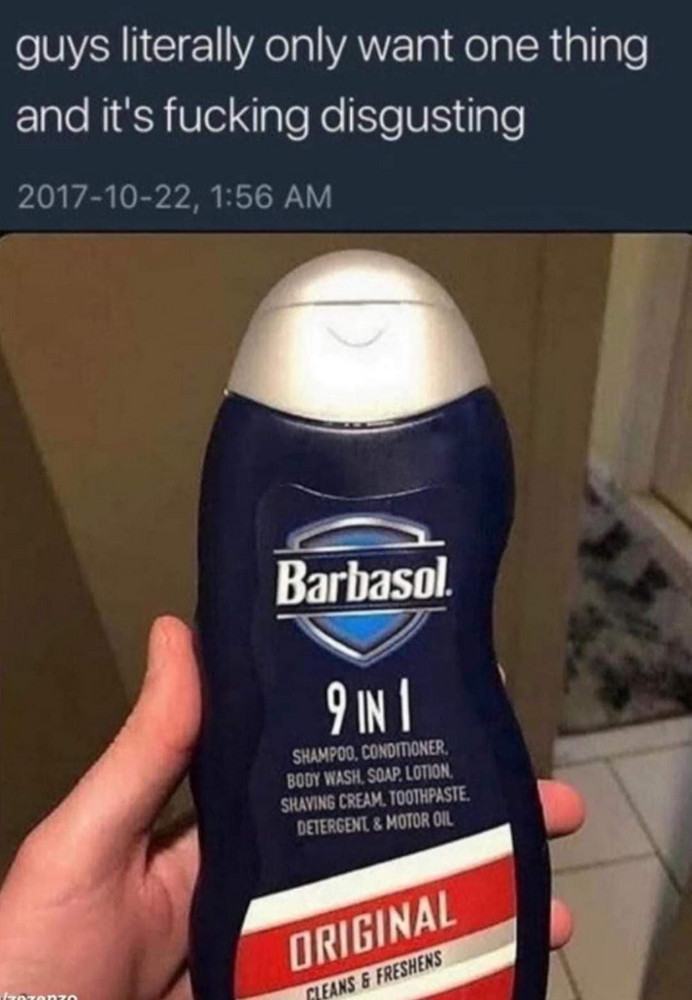 guys literally only want one thing
and it's fucking disgusting
2017-10-22, 1:56 AM
Barbasol.
9 IN 1
SHAMPOO, CONDITIONER,
BODY WASH, SOAP, LOTION,
SHAVING CREAM, TOOTHPASTE,
DETERGENT, & MOTOR OIL
ORIGINAL
CLEANS & FRESHENS